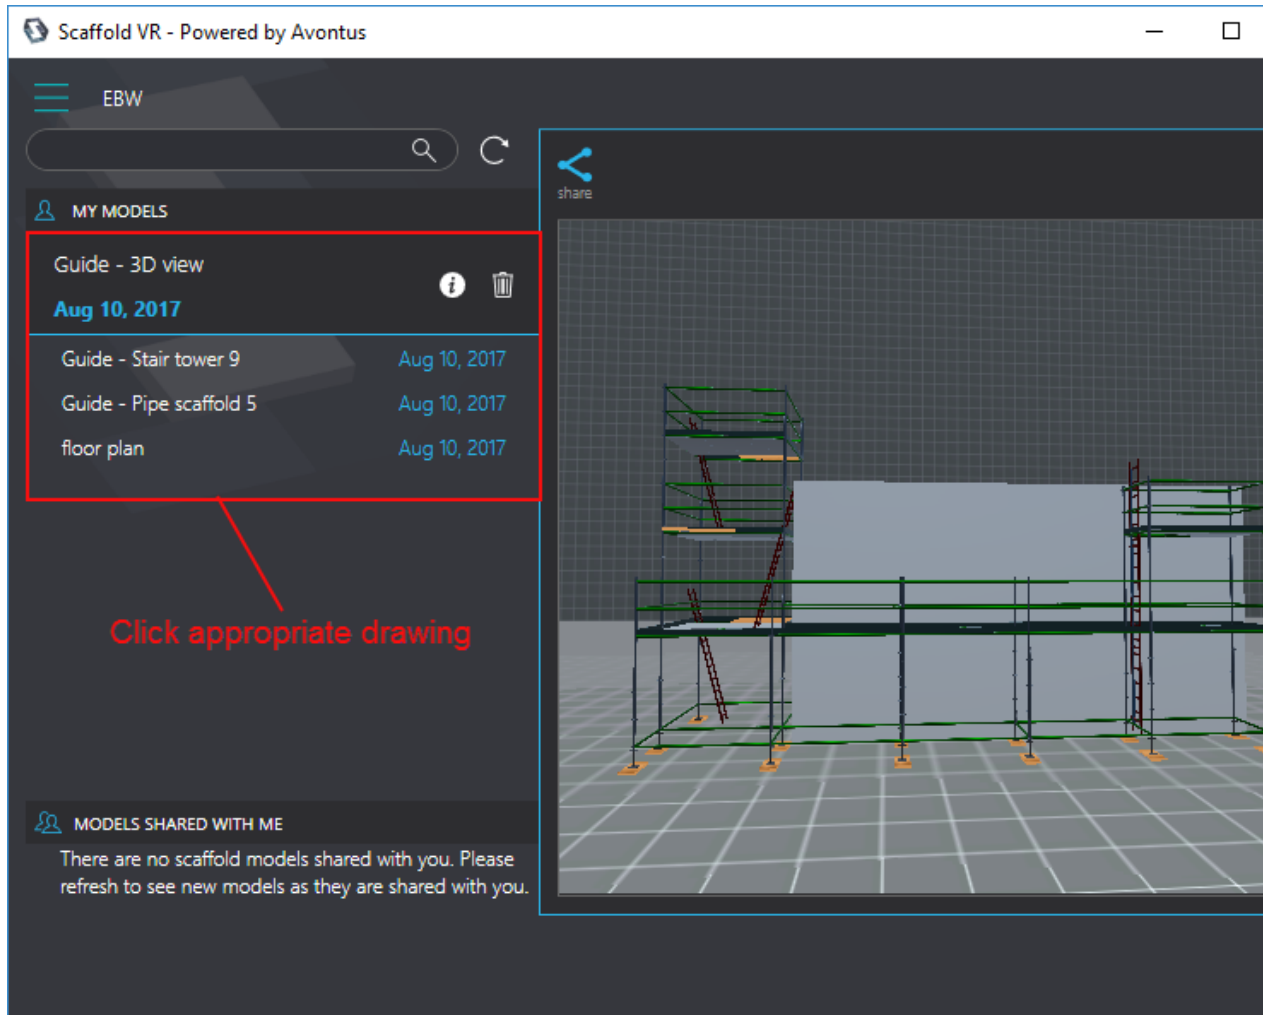 Scaffold VR - Powered by Avontus
EBW
share
MY MODELS
Guide - 3D view
Aug 10, 2017
Guide - Stair tower 9 Aug 10, 2017
Guide - Pipe scaffold 5 Aug 10, 2017
floor plan Aug 10, 2017
Click appropriate drawing
MODELS SHARED WITH ME
There are no scaffold models shared with you. Please
refresh to see new models as they are shared with you.